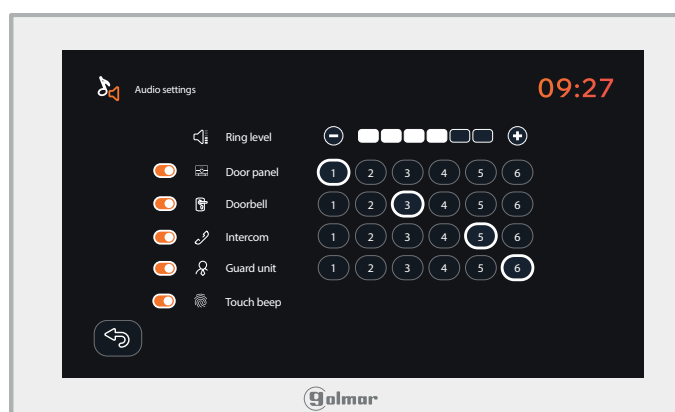 Audio settings
09:27
Ring level
Door panel 1 2 3 4 5 6
Doorbell 1 2 3 4 5 6
Intercom 1 2 3 4 5 6
Guard unit 1 2 3 4 5 6
Touch beep
golmar